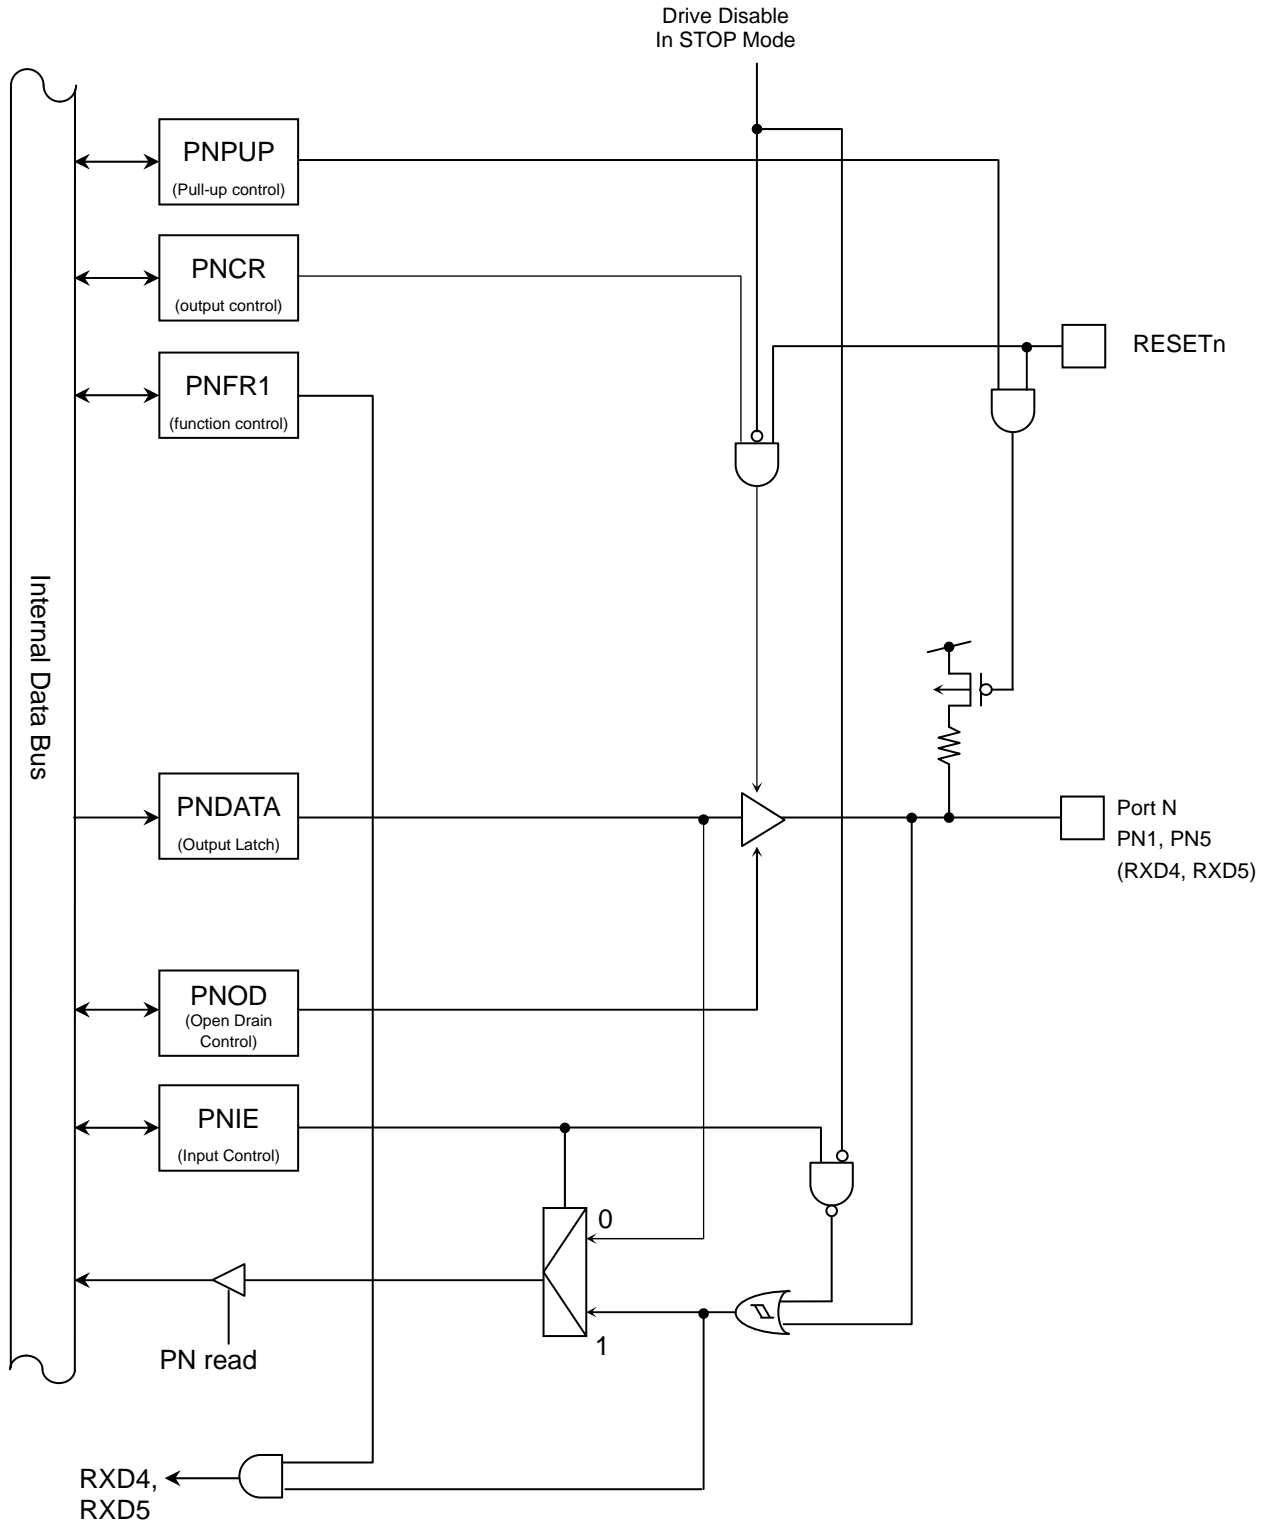 Drive Disable
In STOP Mode
PNPUP
(Pull-up control)
PNCR
(output control)
RESETn
PNFR1
(function control)
Internal Data Bus
PNDATA
(Output Latch)
Port N
PN1, PN5
(RXD4, RXD5)
PNOD
(Open Drain
Control)
PNIE
(Input Control)
0
1
PN read
RXD4,
RXD5